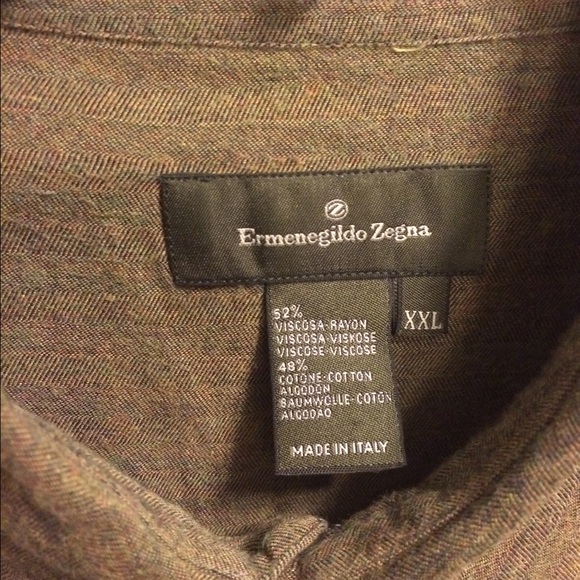 Z
Ermenegildo Zegna
52%
VISCOSA-RAYON
VISCOSA-VISKOSE
VISCOSE-VISCOSE
48%
COTONE-COTTON
ALGODON
BAUMWOLLE-COTON
ALGODAO
MADE IN ITALY
XXL